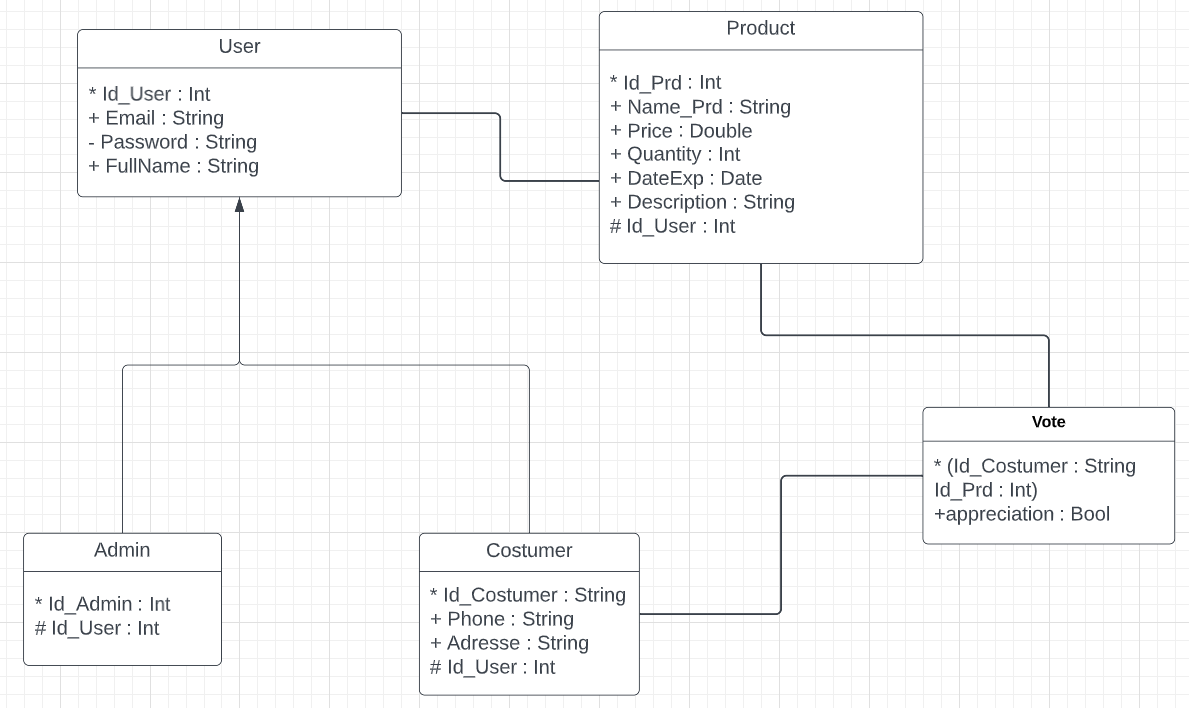 User
* Id_User : Int
+ Email : String
- Password : String
+ FullName : String
Product
* Id_Prd : Int
+ Name_Prd : String
+ Price : Double
+ Quantity : Int
+ DateExp : Date
+ Description : String
# Id_User : Int
Vote
* (Id_Costumer : String
Id_Prd : Int)
+appreciation : Bool
Admin
* Id_Admin : Int
# Id_User : Int
Costumer
* Id_Costumer : String
+ Phone : String
+ Adresse : String
# Id_User : Int